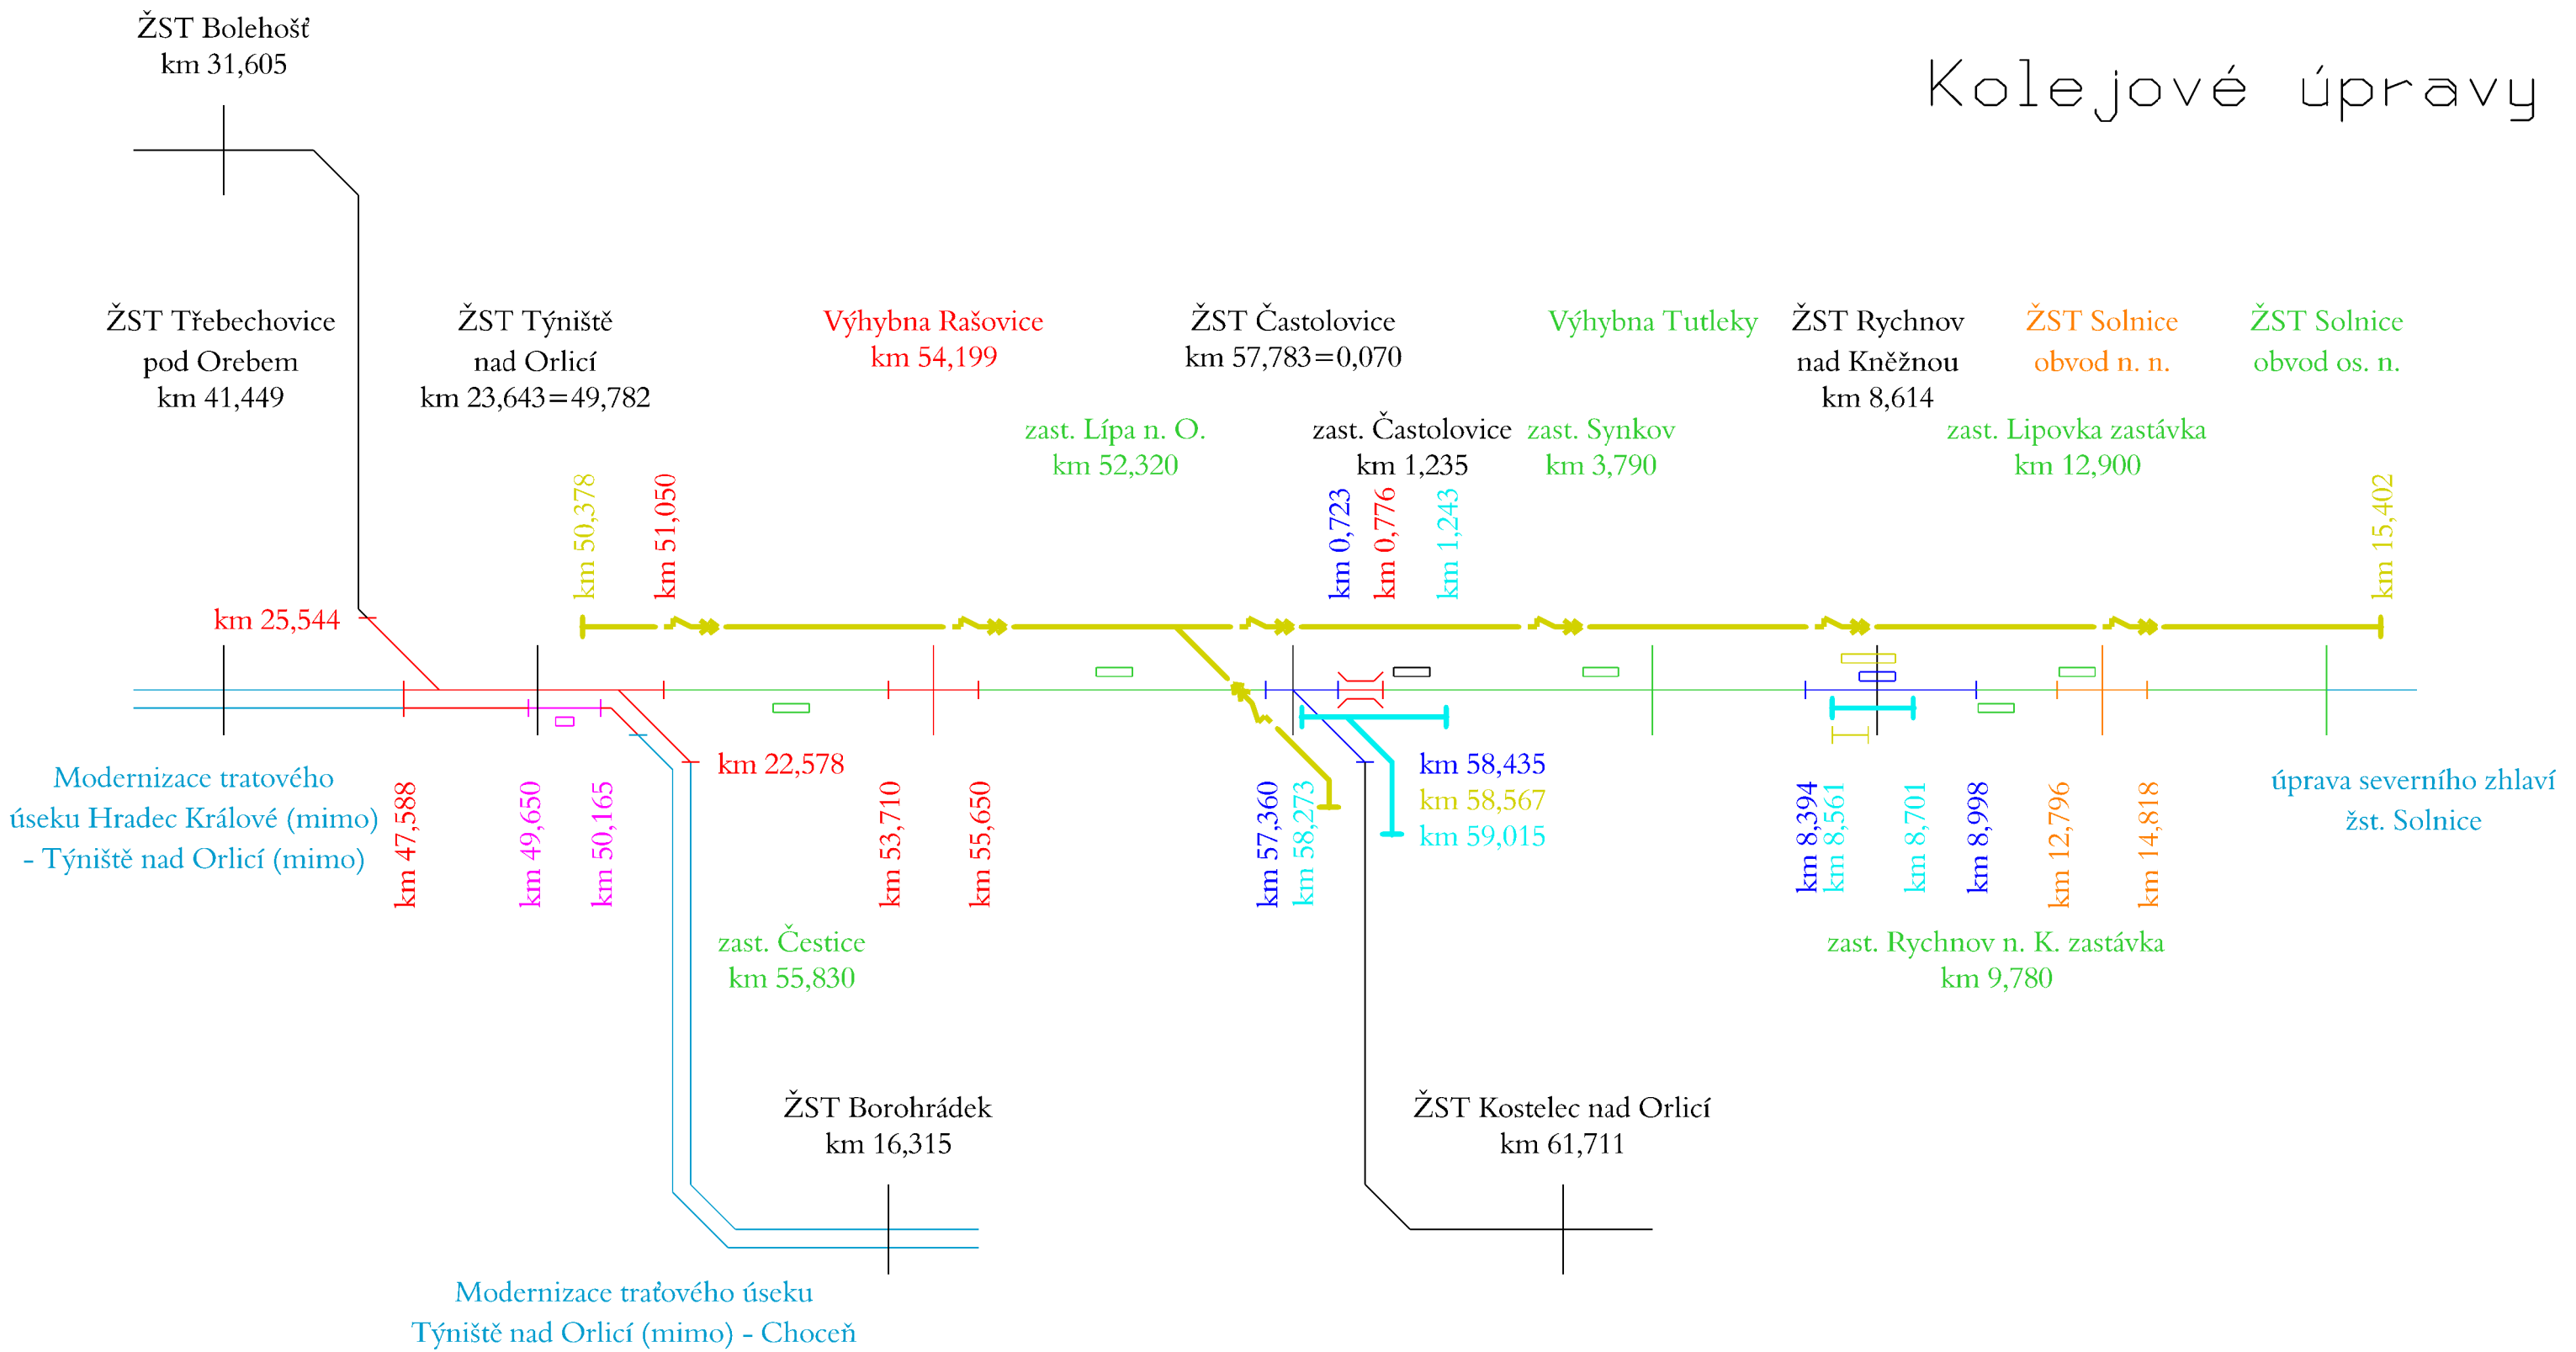 ŽST Bolehošť
km 31,605
Kolejové úpravy
ŽST Třebechovice
pod Orebem
km 41,449
ŽST Týniště
nad Orlicí
km 23,643=49,782
Výhybna Rašovice
km 54,199
ŽST Častolovice
km 57,783=0,070
Výhybna Tutleky
ŽST Rychnov
nad Kněžnou
km 8,614
ŽST Solnice
obvod n. n.
ŽST Solnice
obvod os. n.
zast. Lípa n. O.
km 52,320
zast. Častolovice
km 1,235
zast. Synkov
km 3,790
zast. Lipovka zastávka
km 12,900
km 50,378
km 51,050
km 0,723
km 0,776
km 1,243
km 15,402
km 25,544
km 22,578
km 58,435
km 58,567
km 59,015
Modernizace tratového
úseku Hradec Králové (mimo)
- Týniště nad Orlicí (mimo)
km 47,588
km 49,650
km 50,165
km 53,710
km 55,650
km 57,360
km 58,273
km 8,394
km 8,561
km 8,701
km 8,998
km 12,796
km 14,818
úprava severního zhlaví
žst. Solnice
zast. Čestice
km 55,830
zast. Rychnov n. K. zastávka
km 9,780
ŽST Borohrádek
km 16,315
ŽST Kostelec nad Orlicí
km 61,711
Modernizace traťového úseku
Týniště nad Orlicí (mimo) - Choceň